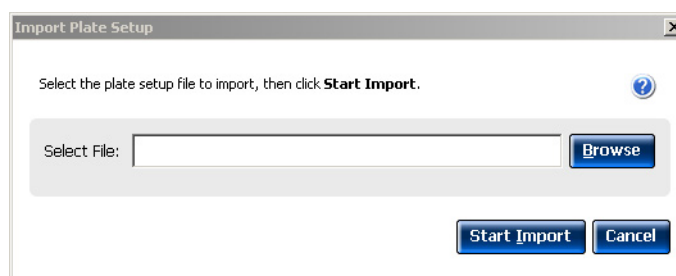 Import Plate Setup
Select the plate setup file to import, then click Start Import.
Select File: Browse
Start Import Cancel